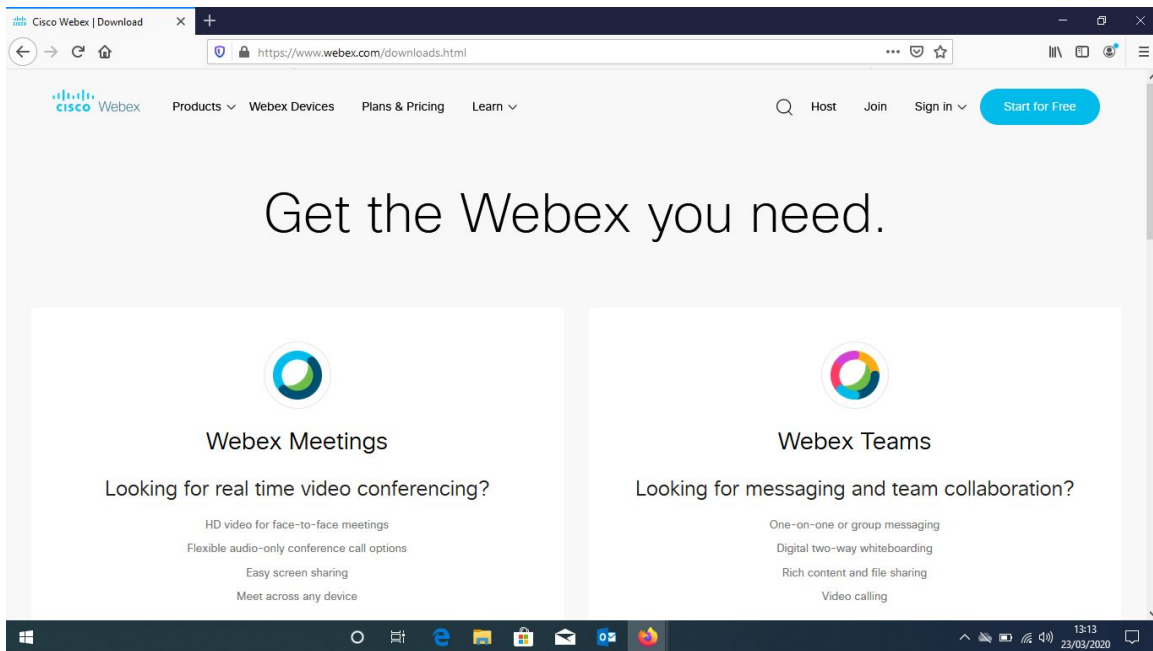 Cisco Webex | Download
https://www.webex.com/downloads.html
CISCO Webex Products Webex Devices Plans & Pricing Learn Host Join Sign in Start for Free
Get the Webex you need.
Webex Meetings
Looking for real time video conferencing?
HD video for face-to-face meetings
Flexible audio-only conference call options
Easy screen sharing
Meet across any device
Webex Teams
Looking for messaging and team collaboration?
One-on-one or group messaging
Digital two-way whiteboarding
Rich content and file sharing
Video calling
13:13
23/03/2020